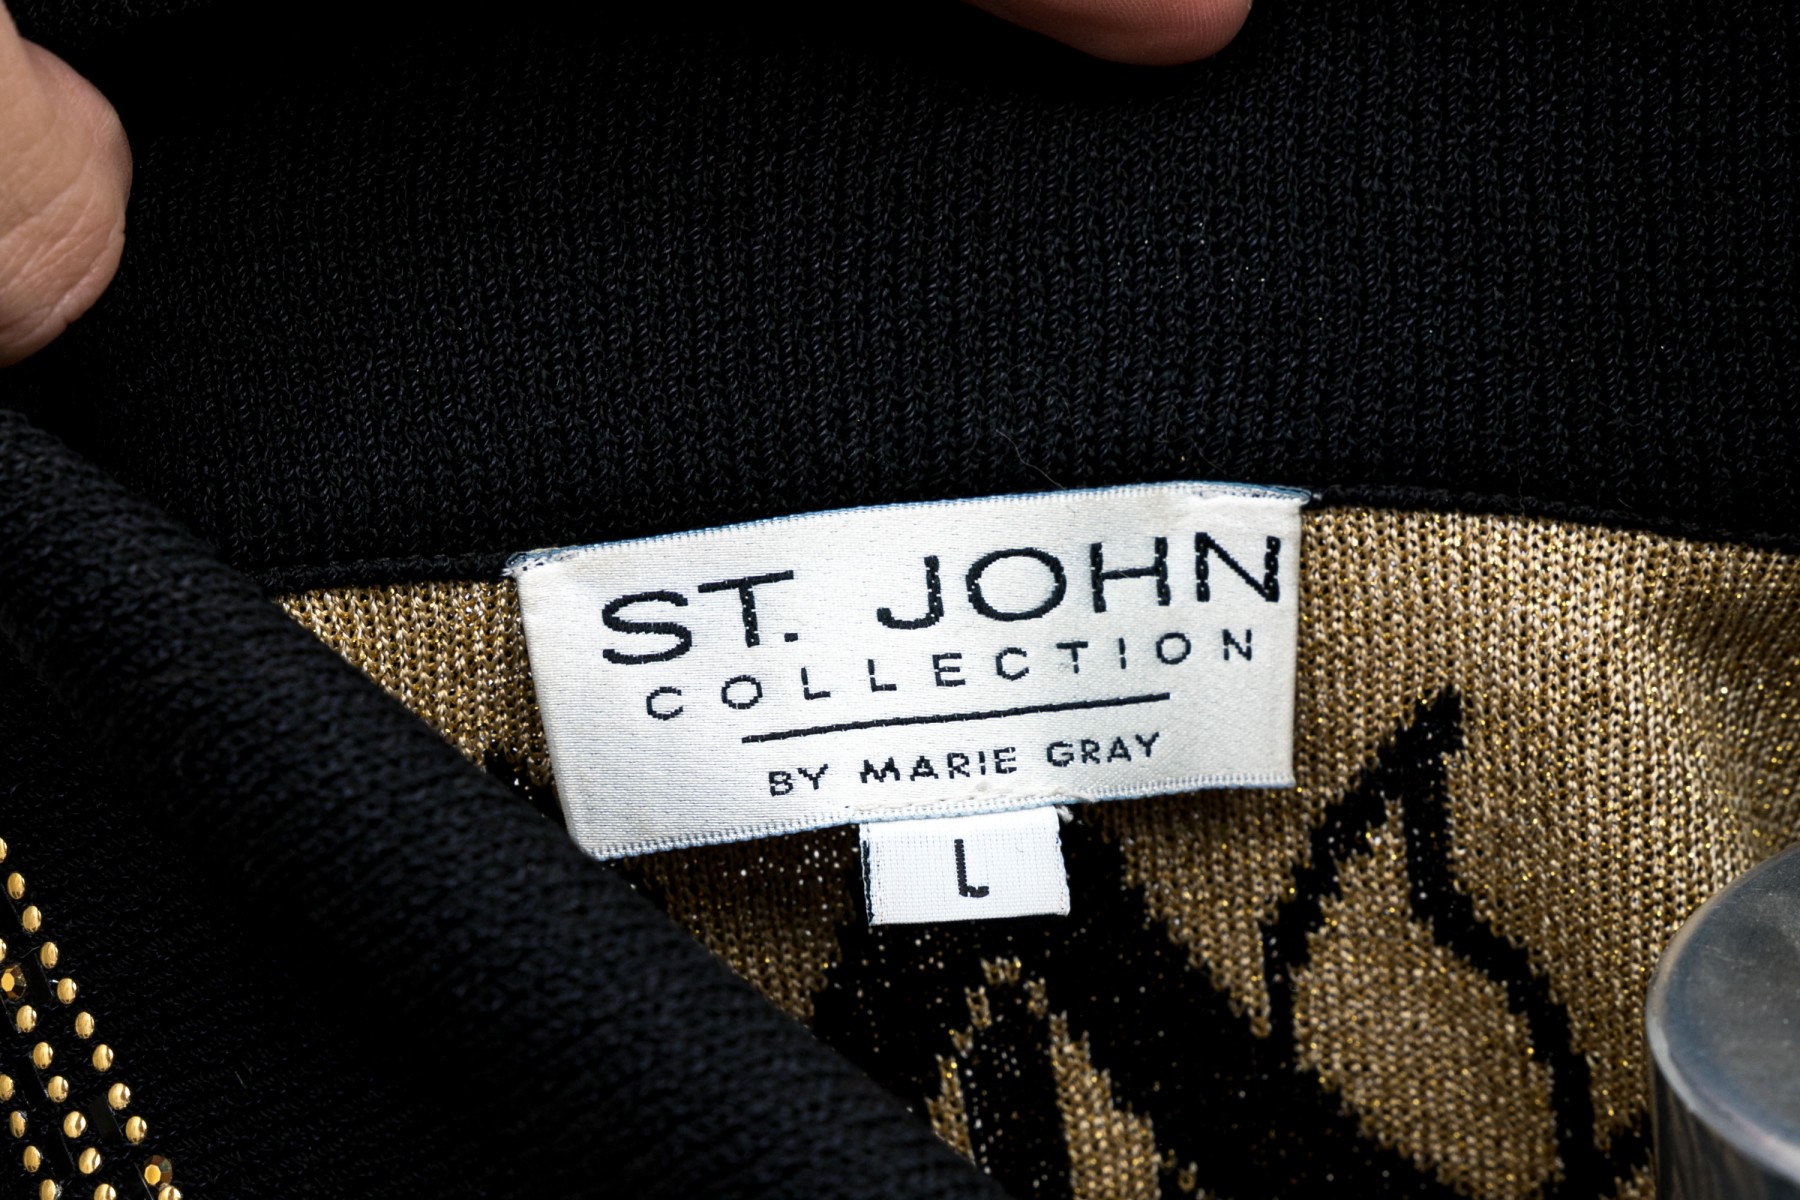 ST. JOHN
COLLECTION
BY MARIE GRAY
L